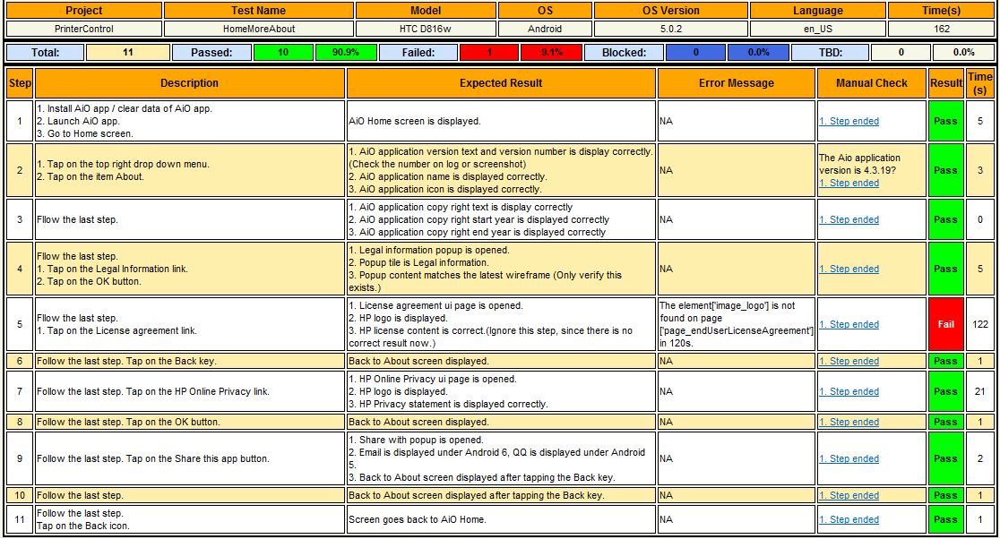 Project Test Name Model OS OS Version Language Time(s)
PrinterControl HomeMoreAbout HTC D816w Android 5.0.2 en_US 162
Total: 11 Passed: 10 90.9% Failed: 1 9.1% Blocked: 0 0.0% TBD: 0 0.0%
Step Description Expected Result Error Message Manual Check Result Time (s)
1
1. Install AiO app / clear data of AiO app.
2. Launch AiO app.
3. Go to Home screen.
AiO Home screen is displayed.
NA
1. Step ended
Pass
5
2
1. Tap on the top right drop down menu.
2. Tap on the item About.
1. AiO application version text and version number is display correctly.
(Check the number on log or screenshot)
2. AiO application name is displayed correctly.
3. AiO application icon is displayed correctly.
NA
The Aio application
version is 4.3.19?
1. Step ended
Pass
3
3
Fllow the last step.
1. AiO application copy right text is display correctly
2. AiO application copy right start year is displayed correctly
3. AiO application copy right end year is displayed correctly
NA
1. Step ended
Pass
0
4
Fllow the last step.
1. Tap on the Legal Information link.
2. Tap on the OK button.
1. Legal information popup is opened.
2. Popup tile is Legal information.
3. Popup content matches the latest wireframe (Only verify this
exists.)
NA
1. Step ended
Pass
5
5
Fllow the last step.
1. Tap on the License agreement link.
1. License agreement ui page is opened.
2. HP logo is displayed.
3. HP license content is correct.(Ignore this step, since there is no
correct result now.)
The element['image_logo'] is not
found on page
['page_endUserLicenseAgreement']
in 120s.
1. Step ended
Fail
122
6
Follow the last step. Tap on the Back key.
Back to About screen displayed.
NA
1. Step ended
Pass
1
7
Follow the last step. Tap on the HP Online Privacy link.
1. HP Online Privacy ui page is opened.
2. HP logo is displayed.
3. HP Privacy statement is displayed correctly.
NA
1. Step ended
Pass
21
8
Follow the last step. Tap on the OK button.
Back to About screen displayed.
NA
1. Step ended
Pass
1
9
Follow the last step. Tap on the Share this app button.
1. Share with popup is opened.
2. Email is displayed under Android 6, QQ is displayed under Android
5.
3. Back to About screen displayed after tapping the Back key.
NA
1. Step ended
Pass
2
10
Follow the last step.
Back to About screen displayed after tapping the Back key.
NA
1. Step ended
Pass
1
11
Follow the last step.
Tap on the Back icon.
Screen goes back to AiO Home.
NA
1. Step ended
Pass
1